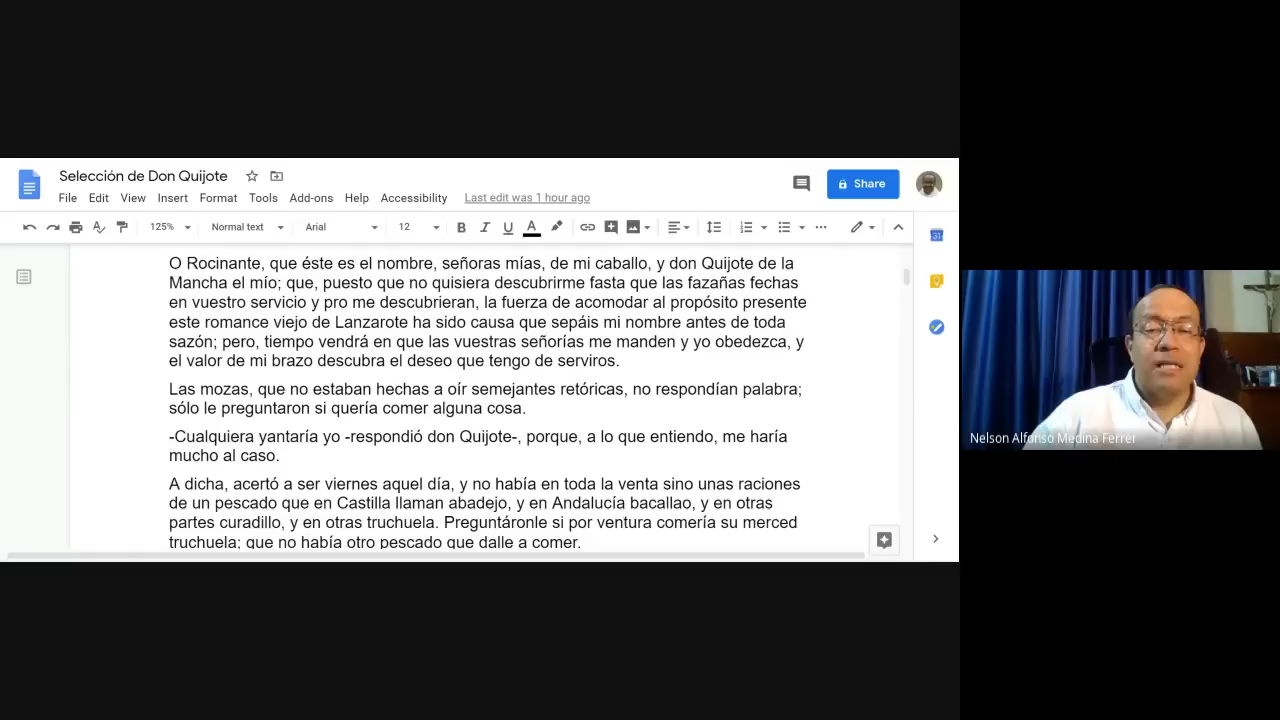 Selección de Don Quijote
File Edit View Insert Format Tools Add-ons Help Accessibility Last edit was 1 hour ago
Share
125% Normal text Arial 12 B I U A
31
O Rocinante, que éste es el nombre, señoras mías, de mi caballo, y don Quijote de la
Mancha el mío; que, puesto que no quisiera descubrirme fasta que las fazañas fechas
en vuestro servicio y pro me descubrieran, la fuerza de acomodar al propósito presente
este romance viejo de Lanzarote ha sido causa que sepáis mi nombre antes de toda
sazón; pero, tiempo vendrá en que las vuestras señorías me manden y yo obedezca, y
el valor de mi brazo descubra el deseo que tengo de serviros.
Las mozas, que no estaban hechas a oír semejantes retóricas, no respondían palabra;
sólo le preguntaron si quería comer alguna cosa.
-Cualquiera yantaría yo -respondió don Quijote-, porque, a lo que entiendo, me haría
mucho al caso.
A dicha, acertó a ser viernes aquel día, y no había en toda la venta sino unas raciones
de un pescado que en Castilla llaman abadejo, y en Andalucía bacallao, y en otras
partes curadillo, y en otras truchuela. Preguntáronle si por ventura comería su merced
truchuela; que no había otro pescado que dalle a comer.
Nelson Alfonso Medina Ferrer